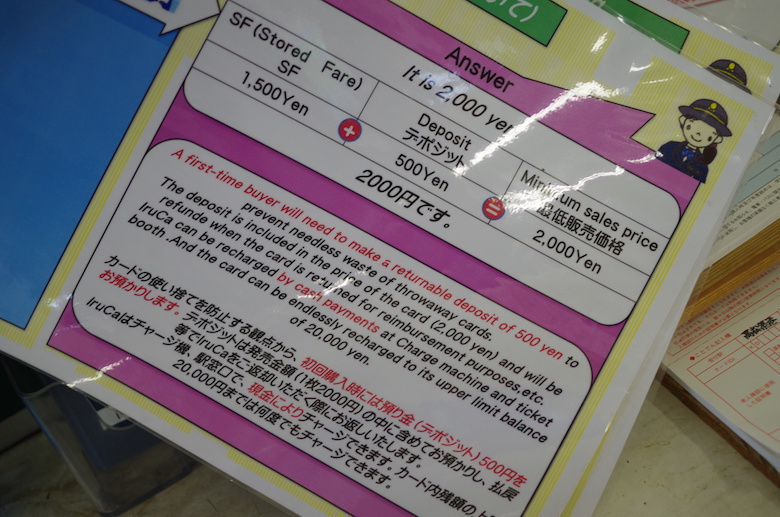 Answer
It is 2,000 yen
SF(Stored Fare)
SF
1,500Yen
Deposit
デポジット
500Yen
Minimum sales price
最低販売価格
2,000Yen
2000円です。
A first-time buyer will need to make a returnable deposit of 500 yen to
prevent needless waste of throwaway cards.
The deposit is included in the price of the card (2,000 yen) and will be
refunde when the card is returned for reimbursement purposes,etc.
IruCa can be recharged by cash payments at Charge machine and ticket
booth .And the card can be endlessly recharged to its upper limit balance
of 20.000 yen.
カードの使い捨てを防止する観点から、初回購入時には預り金(デポジット)500円を
お預かりします。デポジットは発売金額(1枚2000円)の中に含めてお預かりし、払戻
等でIruCaをご返却いただく際にお返しいたします。
IruCaはチャージ機、駅窓口で、現金によりチャージできます。カード内残額の
20,000円までは何度でもチャージできます。